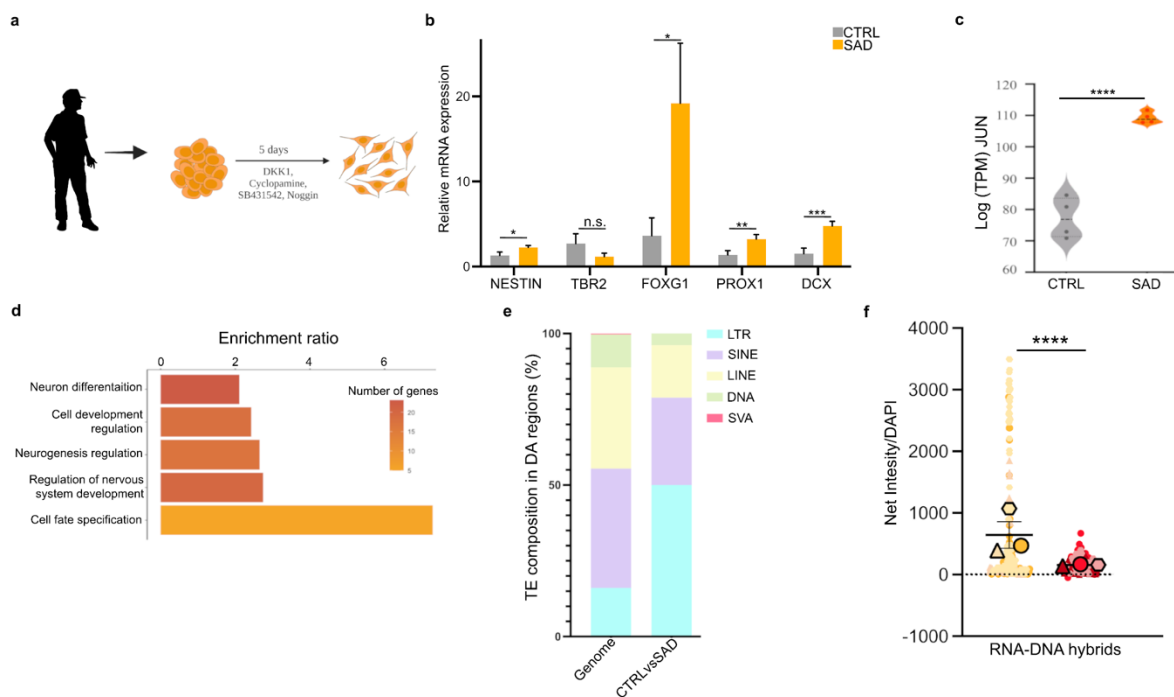 a
5 days
DKK1,
Cyclopamine,
SB431542, Noggin
b
CTRL
SAD
Relative mRNA expression
20
10
0
*
n.s.
*
**
***
NESTIN
TBR2
FOXG1
PROX1
DCX
c
Log (TPM) JUN
120
110
100
90
80
70
60
****
CTRL
SAD
d
Enrichment ratio
0
2
4
6
Neuron differentaition
Cell development
regulation
Neurogenesis regulation
Regulation of nervous
system development
Cell fate specification
Number of genes
20
15
10
5
e
TE composition in DA regions (%)
100
50
0
Genome
CTRLvsSAD
LTR
SINE
LINE
DNA
SVA
f
Net Intesity/DAPI
4000
3000
2000
1000
0
-1000
****
RNA-DNA hybrids